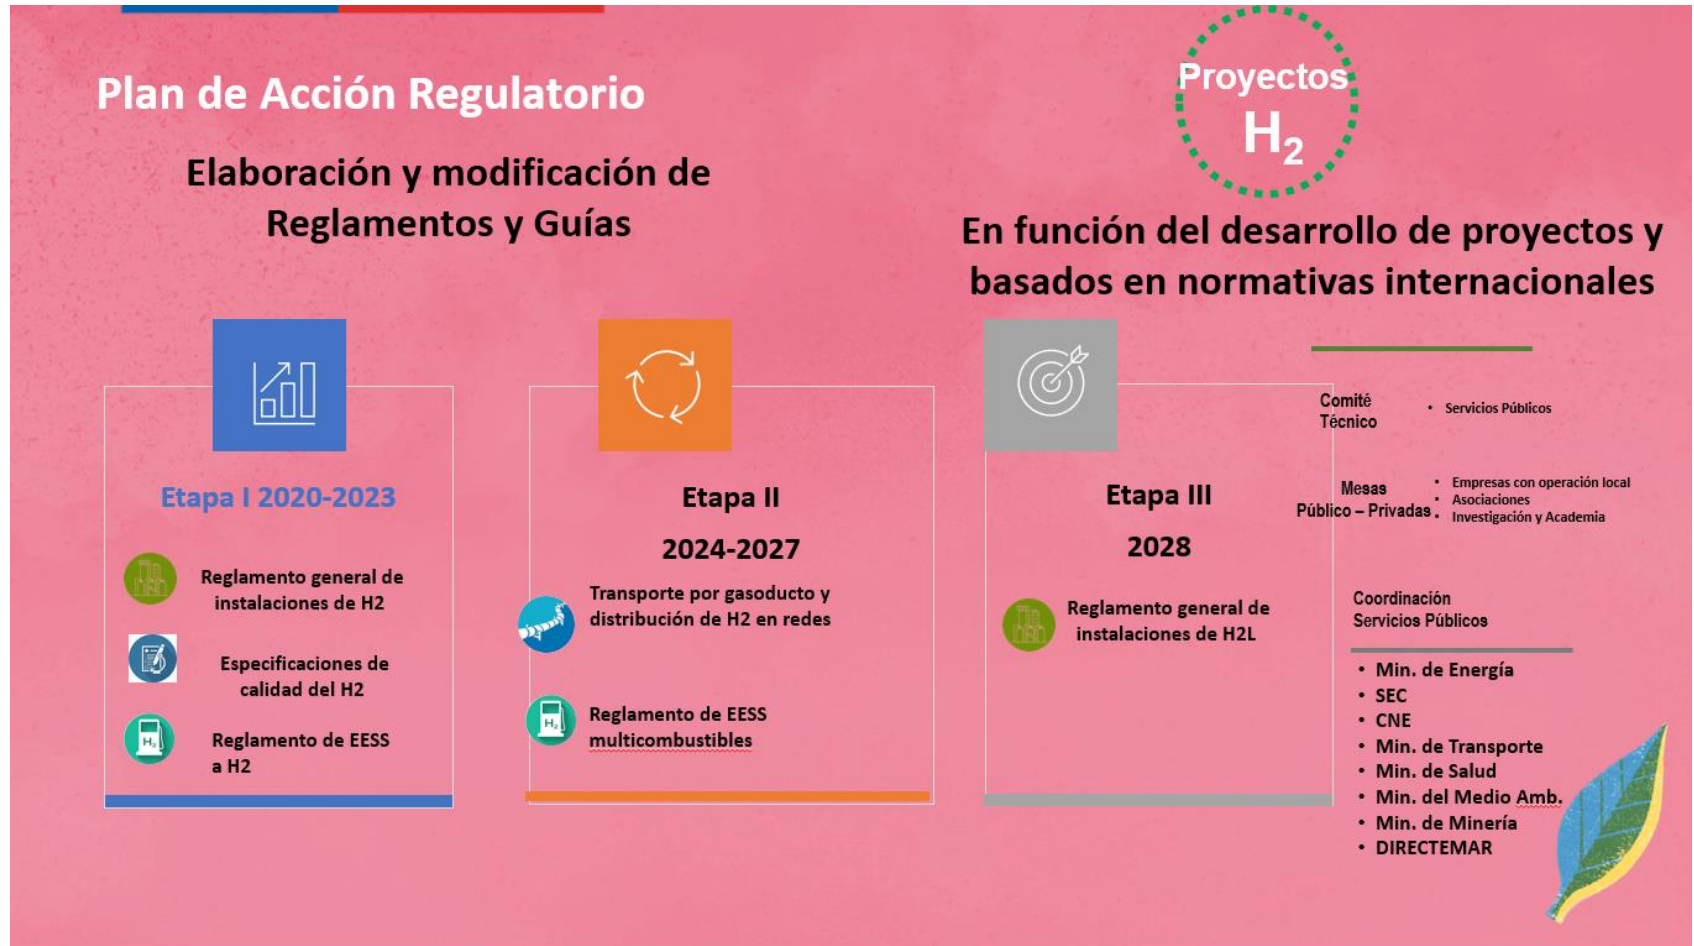 Plan de Acción Regulatorio
Elaboración y modificación de
Reglamentos y Guías
Proyectos
H₂
En función del desarrollo de proyectos y
basados en normativas internacionales
Etapa I 2020-2023
Reglamento general de
instalaciones de H2
Especificaciones de
calidad del H2
H₂
Reglamento de EESS
a H2
Etapa II
2024-2027
Transporte por gasoducto y
distribución de H2 en redes
H₂
Reglamento de EESS
multicombustibles
Etapa III
2028
Reglamento general de
instalaciones de H2L
Comité
Técnico
• Servicios Públicos
Mesas
Público – Privadas
• Empresas con operación local
• Asociaciones
• Investigación y Academia
Coordinación
Servicios Públicos
• Min. de Energía
• SEC
• CNE
• Min. de Transporte
• Min. de Salud
• Min. del Medio Amb.
• Min. de Minería
• DIRECTEMAR